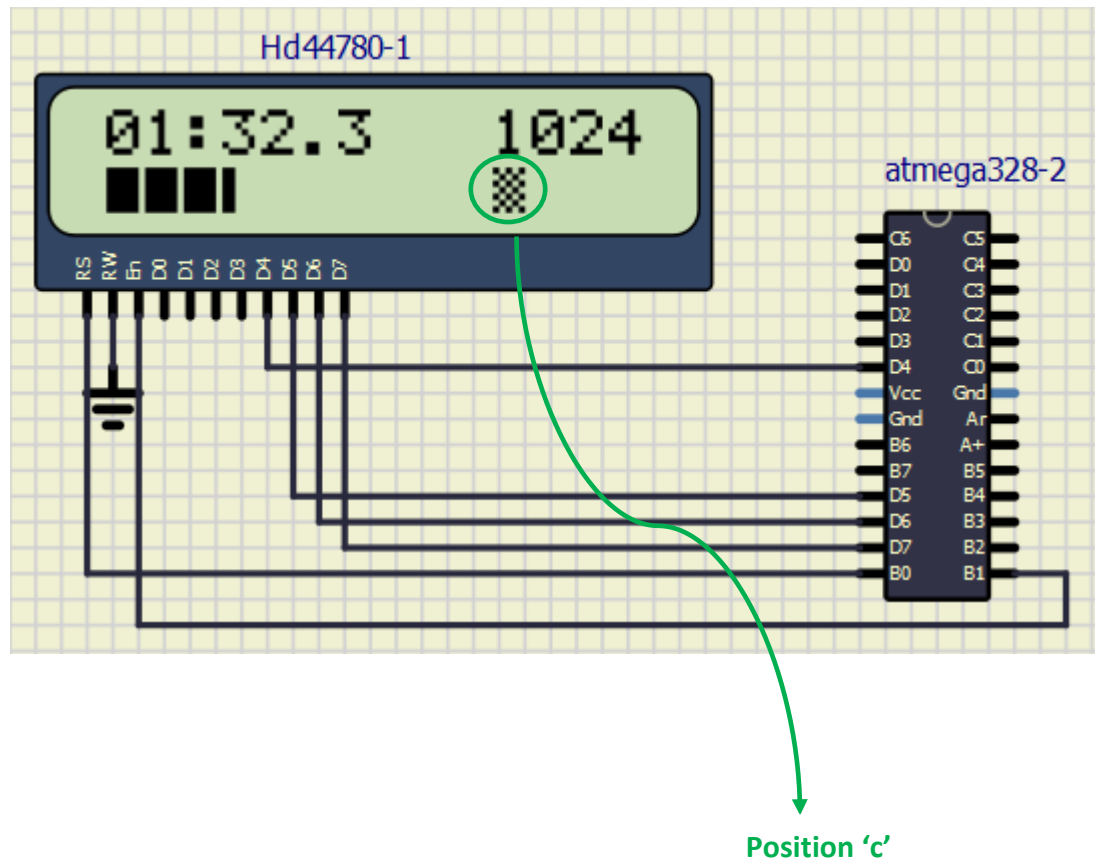 Hd44780-1
01:32.3 1024
atmega328-2
RS RW En D0 D1 D2 D3 D4 D5 D6 D7
C6 C5
D0 C4
D1 C3
D2 C2
D3 C1
D4 C0
Vcc Gnd
Gnd Ar
B6 A+
B7 B5
D5 B4
D6 B3
D7 B2
B0 B1
Position ‘c’